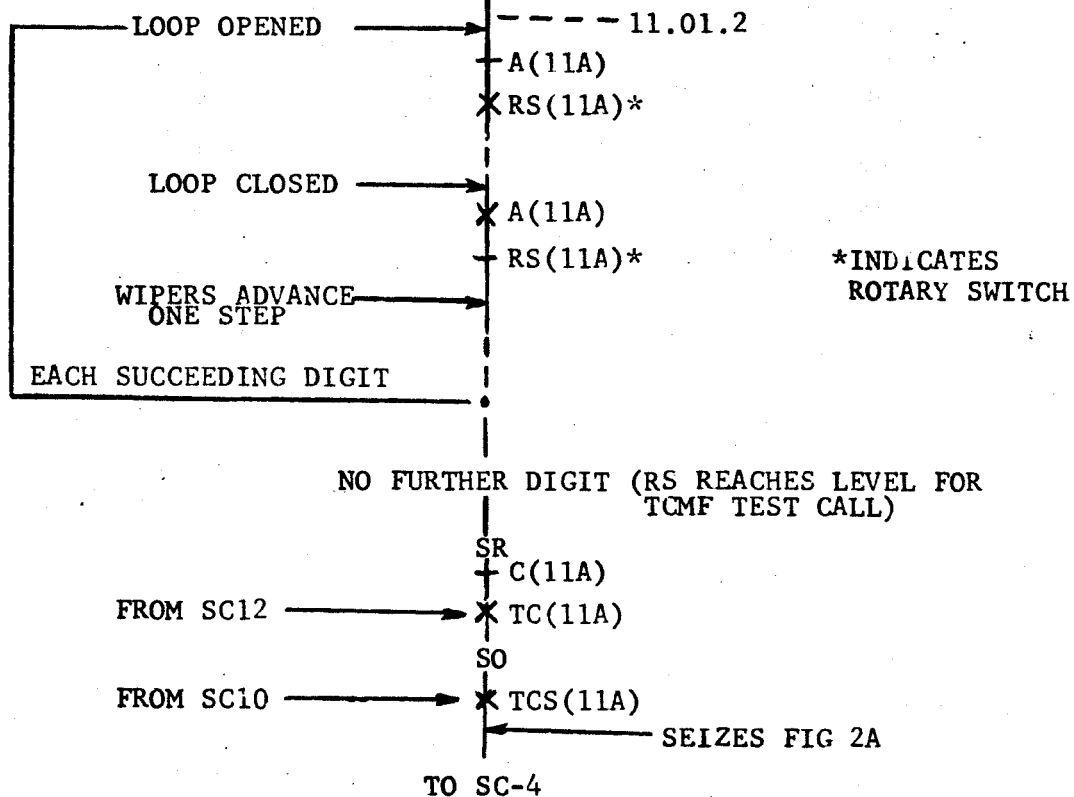 LOOP OPENED
11.01.2
A(11A)
RS(11A)*
LOOP CLOSED
A(11A)
RS(11A)*
*INDICATES
ROTARY SWITCH
WIPERS ADVANCE
ONE STEP
EACH SUCCEEDING DIGIT
NO FURTHER DIGIT (RS REACHES LEVEL FOR
TCMF TEST CALL)
SR
C(11A)
FROM SC12
TC(11A)
SO
FROM SC10
TCS(11A)
SEIZES FIG 2A
TO SC-4